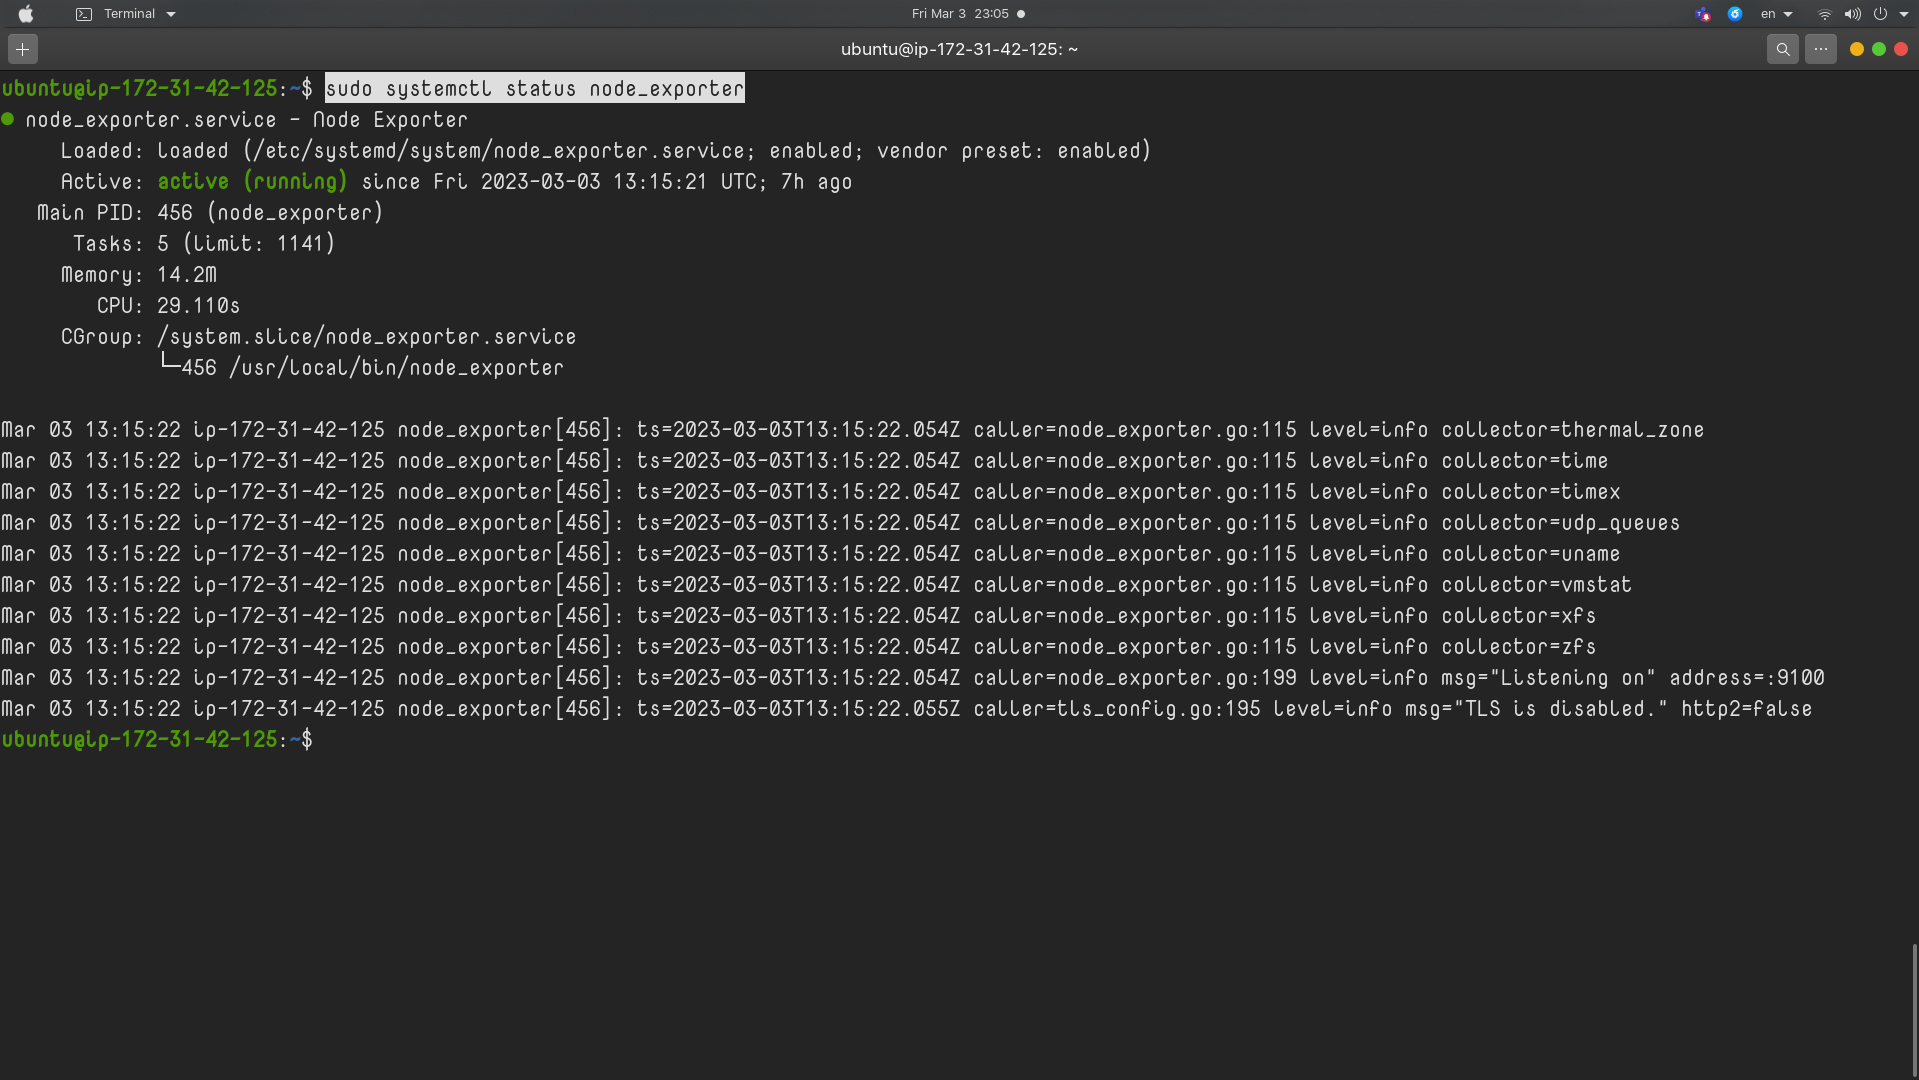 Terminal
Fri Mar 3 23:05
en
ubuntu@ip-172-31-42-125: ~
ubuntu@ip-172-31-42-125:~$ sudo systemctl status node_exporter
● node_exporter.service - Node Exporter
Loaded: loaded (/etc/systemd/system/node_exporter.service; enabled; vendor preset: enabled)
Active: active (running) since Fri 2023-03-03 13:15:21 UTC; 7h ago
Main PID: 456 (node_exporter)
Tasks: 5 (limit: 1141)
Memory: 14.2M
CPU: 29.110s
CGroup: /system.slice/node_exporter.service
└─456 /usr/local/bin/node_exporter
Mar 03 13:15:22 ip-172-31-42-125 node_exporter[456]: ts=2023-03-03T13:15:22.054Z caller=node_exporter.go:115 level=info collector=thermal_zone
Mar 03 13:15:22 ip-172-31-42-125 node_exporter[456]: ts=2023-03-03T13:15:22.054Z caller=node_exporter.go:115 level=info collector=time
Mar 03 13:15:22 ip-172-31-42-125 node_exporter[456]: ts=2023-03-03T13:15:22.054Z caller=node_exporter.go:115 level=info collector=timex
Mar 03 13:15:22 ip-172-31-42-125 node_exporter[456]: ts=2023-03-03T13:15:22.054Z caller=node_exporter.go:115 level=info collector=udp_queues
Mar 03 13:15:22 ip-172-31-42-125 node_exporter[456]: ts=2023-03-03T13:15:22.054Z caller=node_exporter.go:115 level=info collector=uname
Mar 03 13:15:22 ip-172-31-42-125 node_exporter[456]: ts=2023-03-03T13:15:22.054Z caller=node_exporter.go:115 level=info collector=vmstat
Mar 03 13:15:22 ip-172-31-42-125 node_exporter[456]: ts=2023-03-03T13:15:22.054Z caller=node_exporter.go:115 level=info collector=xfs
Mar 03 13:15:22 ip-172-31-42-125 node_exporter[456]: ts=2023-03-03T13:15:22.054Z caller=node_exporter.go:115 level=info collector=zfs
Mar 03 13:15:22 ip-172-31-42-125 node_exporter[456]: ts=2023-03-03T13:15:22.054Z caller=node_exporter.go:199 level=info msg="Listening on" address=:9100
Mar 03 13:15:22 ip-172-31-42-125 node_exporter[456]: ts=2023-03-03T13:15:22.055Z caller=tls_config.go:195 level=info msg="TLS is disabled." http2=false
ubuntu@ip-172-31-42-125:~$